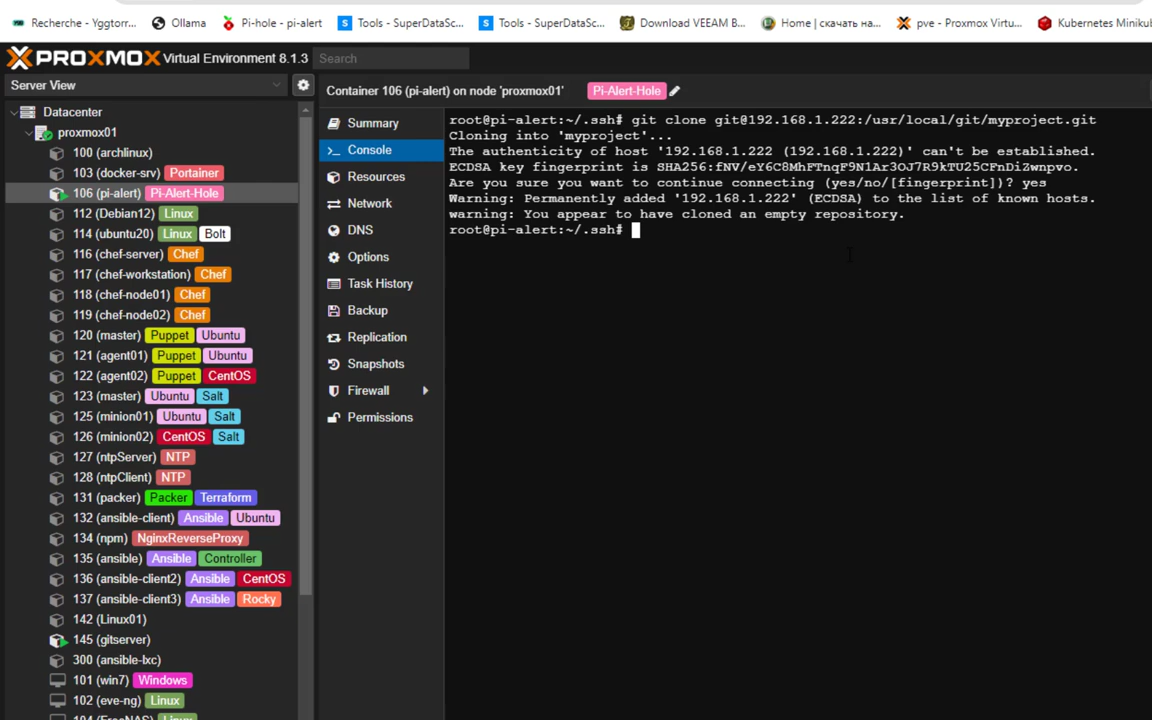 Recherche - Yggtorr...
Ollama
Pi-hole - pi-alert
Tools - SuperDataSc...
Tools - SuperDataSc...
Download VEEAM B...
Home | скачать на...
pve - Proxmox Virtu...
Kubernetes Minikub
PROXMOX Virtual Environment 8.1.3
Search
Server View
Datacenter
proxmox01
100 (archlinux)
103 (docker-srv) Portainer
106 (pi-alert) Pi-Alert-Hole
112 (Debian12) Linux
114 (ubuntu20) Linux Bolt
116 (chef-server) Chef
117 (chef-workstation) Chef
118 (chef-node01) Chef
119 (chef-node02) Chef
120 (master) Puppet Ubuntu
121 (agent01) Puppet Ubuntu
122 (agent02) Puppet CentOS
123 (master) Ubuntu Salt
125 (minion01) Ubuntu Salt
126 (minion02) CentOS Salt
127 (ntpServer) NTP
128 (ntpClient) NTP
131 (packer) Packer Terraform
132 (ansible-client) Ansible Ubuntu
134 (npm) NginxReverseProxy
135 (ansible) Ansible Controller
136 (ansible-client2) Ansible CentOS
137 (ansible-client3) Ansible Rocky
142 (Linux01)
145 (gitserver)
300 (ansible-lxc)
101 (win7) Windows
102 (eve-ng) Linux
104 (FreeNAS) Linux
Container 106 (pi-alert) on node 'proxmox01' Pi-Alert-Hole
Summary
>_ Console
Resources
Network
DNS
Options
Task History
Backup
Replication
Snapshots
Firewall
Permissions
root@pi-alert:~/.ssh# git clone git@192.168.1.222:/usr/local/git/myproject.git
Cloning into 'myproject'...
The authenticity of host '192.168.1.222 (192.168.1.222)' can't be established.
ECDSA key fingerprint is SHA256:fNV/eY6C8MhFTnqF9N1Ar3OJ7R9kTU25CFnDiZwnpvo.
Are you sure you want to continue connecting (yes/no/[fingerprint])? yes
Warning: Permanently added '192.168.1.222' (ECDSA) to the list of known hosts.
warning: You appear to have cloned an empty repository.
root@pi-alert:~/.ssh#